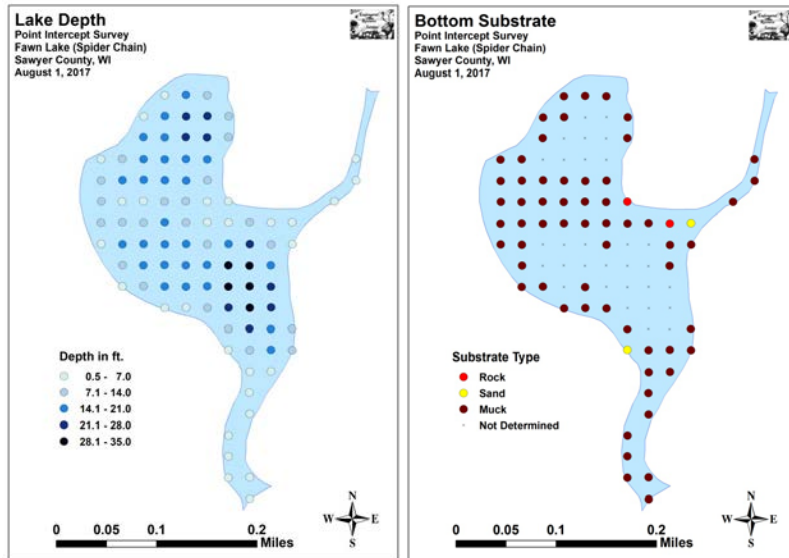 Lake Depth
Point Intercept Survey
Fawn Lake (Spider Chain)
Sawyer County, WI
August 1, 2017
Depth in ft.
0.5 - 7.0
7.1 - 14.0
14.1 - 21.0
21.1 - 28.0
28.1 - 35.0
N
W E
S
0 0.05 0.1 0.2
Miles
Bottom Substrate
Point Intercept Survey
Fawn Lake (Spider Chain)
Sawyer County, WI
August 1, 2017
Substrate Type
Rock
Sand
Muck
Not Determined
N
W E
S
0 0.05 0.1 0.2
Miles